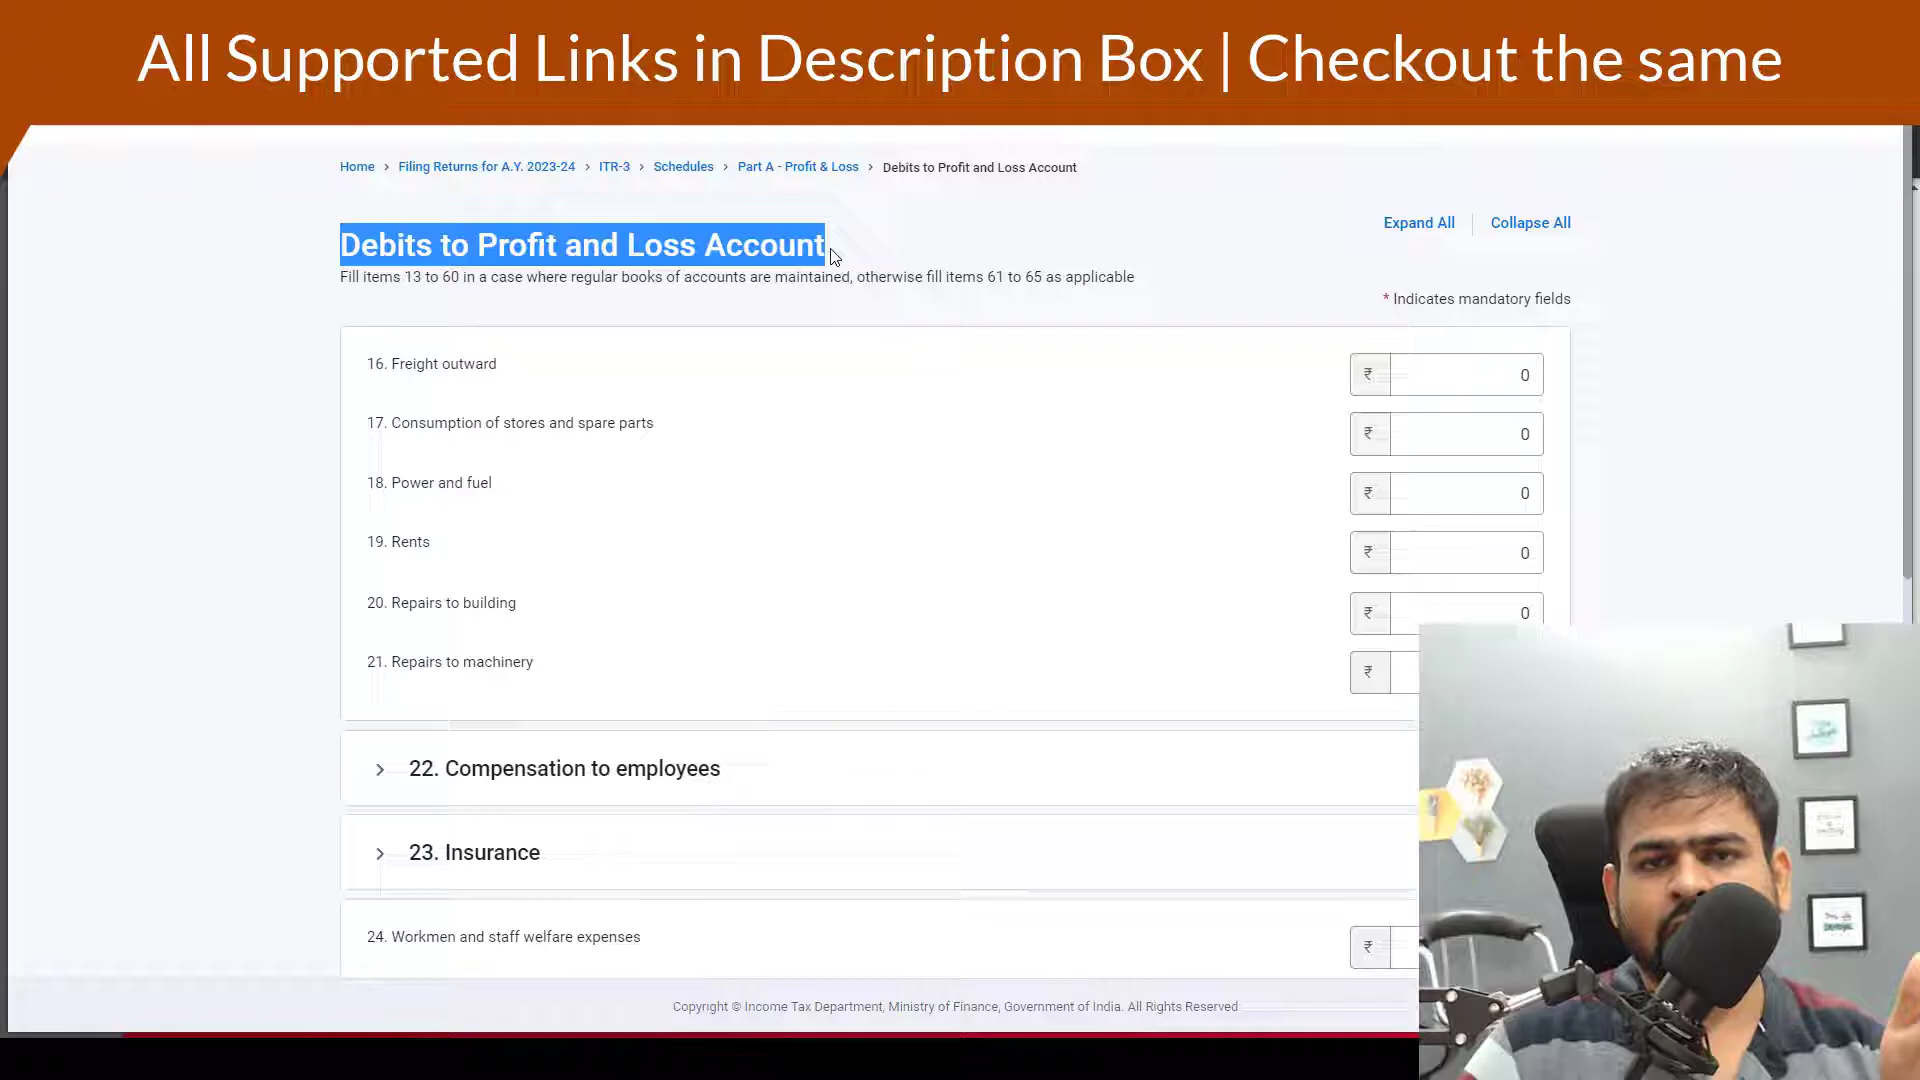 All Supported Links in Description Box | Checkout the same
Home > Filing Returns for A.Y. 2023-24 > ITR-3 > Schedules > Part A - Profit & Loss > Debits to Profit and Loss Account
Expand All
Collapse All
Debits to Profit and Loss Account
Fill items 13 to 60 in a case where regular books of accounts are maintained, otherwise fill items 61 to 65 as applicable
* Indicates mandatory fields
16. Freight outward ₹ 0
17. Consumption of stores and spare parts ₹ 0
18. Power and fuel ₹ 0
19. Rents ₹ 0
20. Repairs to building ₹ 0
21. Repairs to machinery ₹
> 22. Compensation to employees
> 23. Insurance
24. Workmen and staff welfare expenses ₹
Copyright © Income Tax Department, Ministry of Finance, Government of India. All Rights Reserved